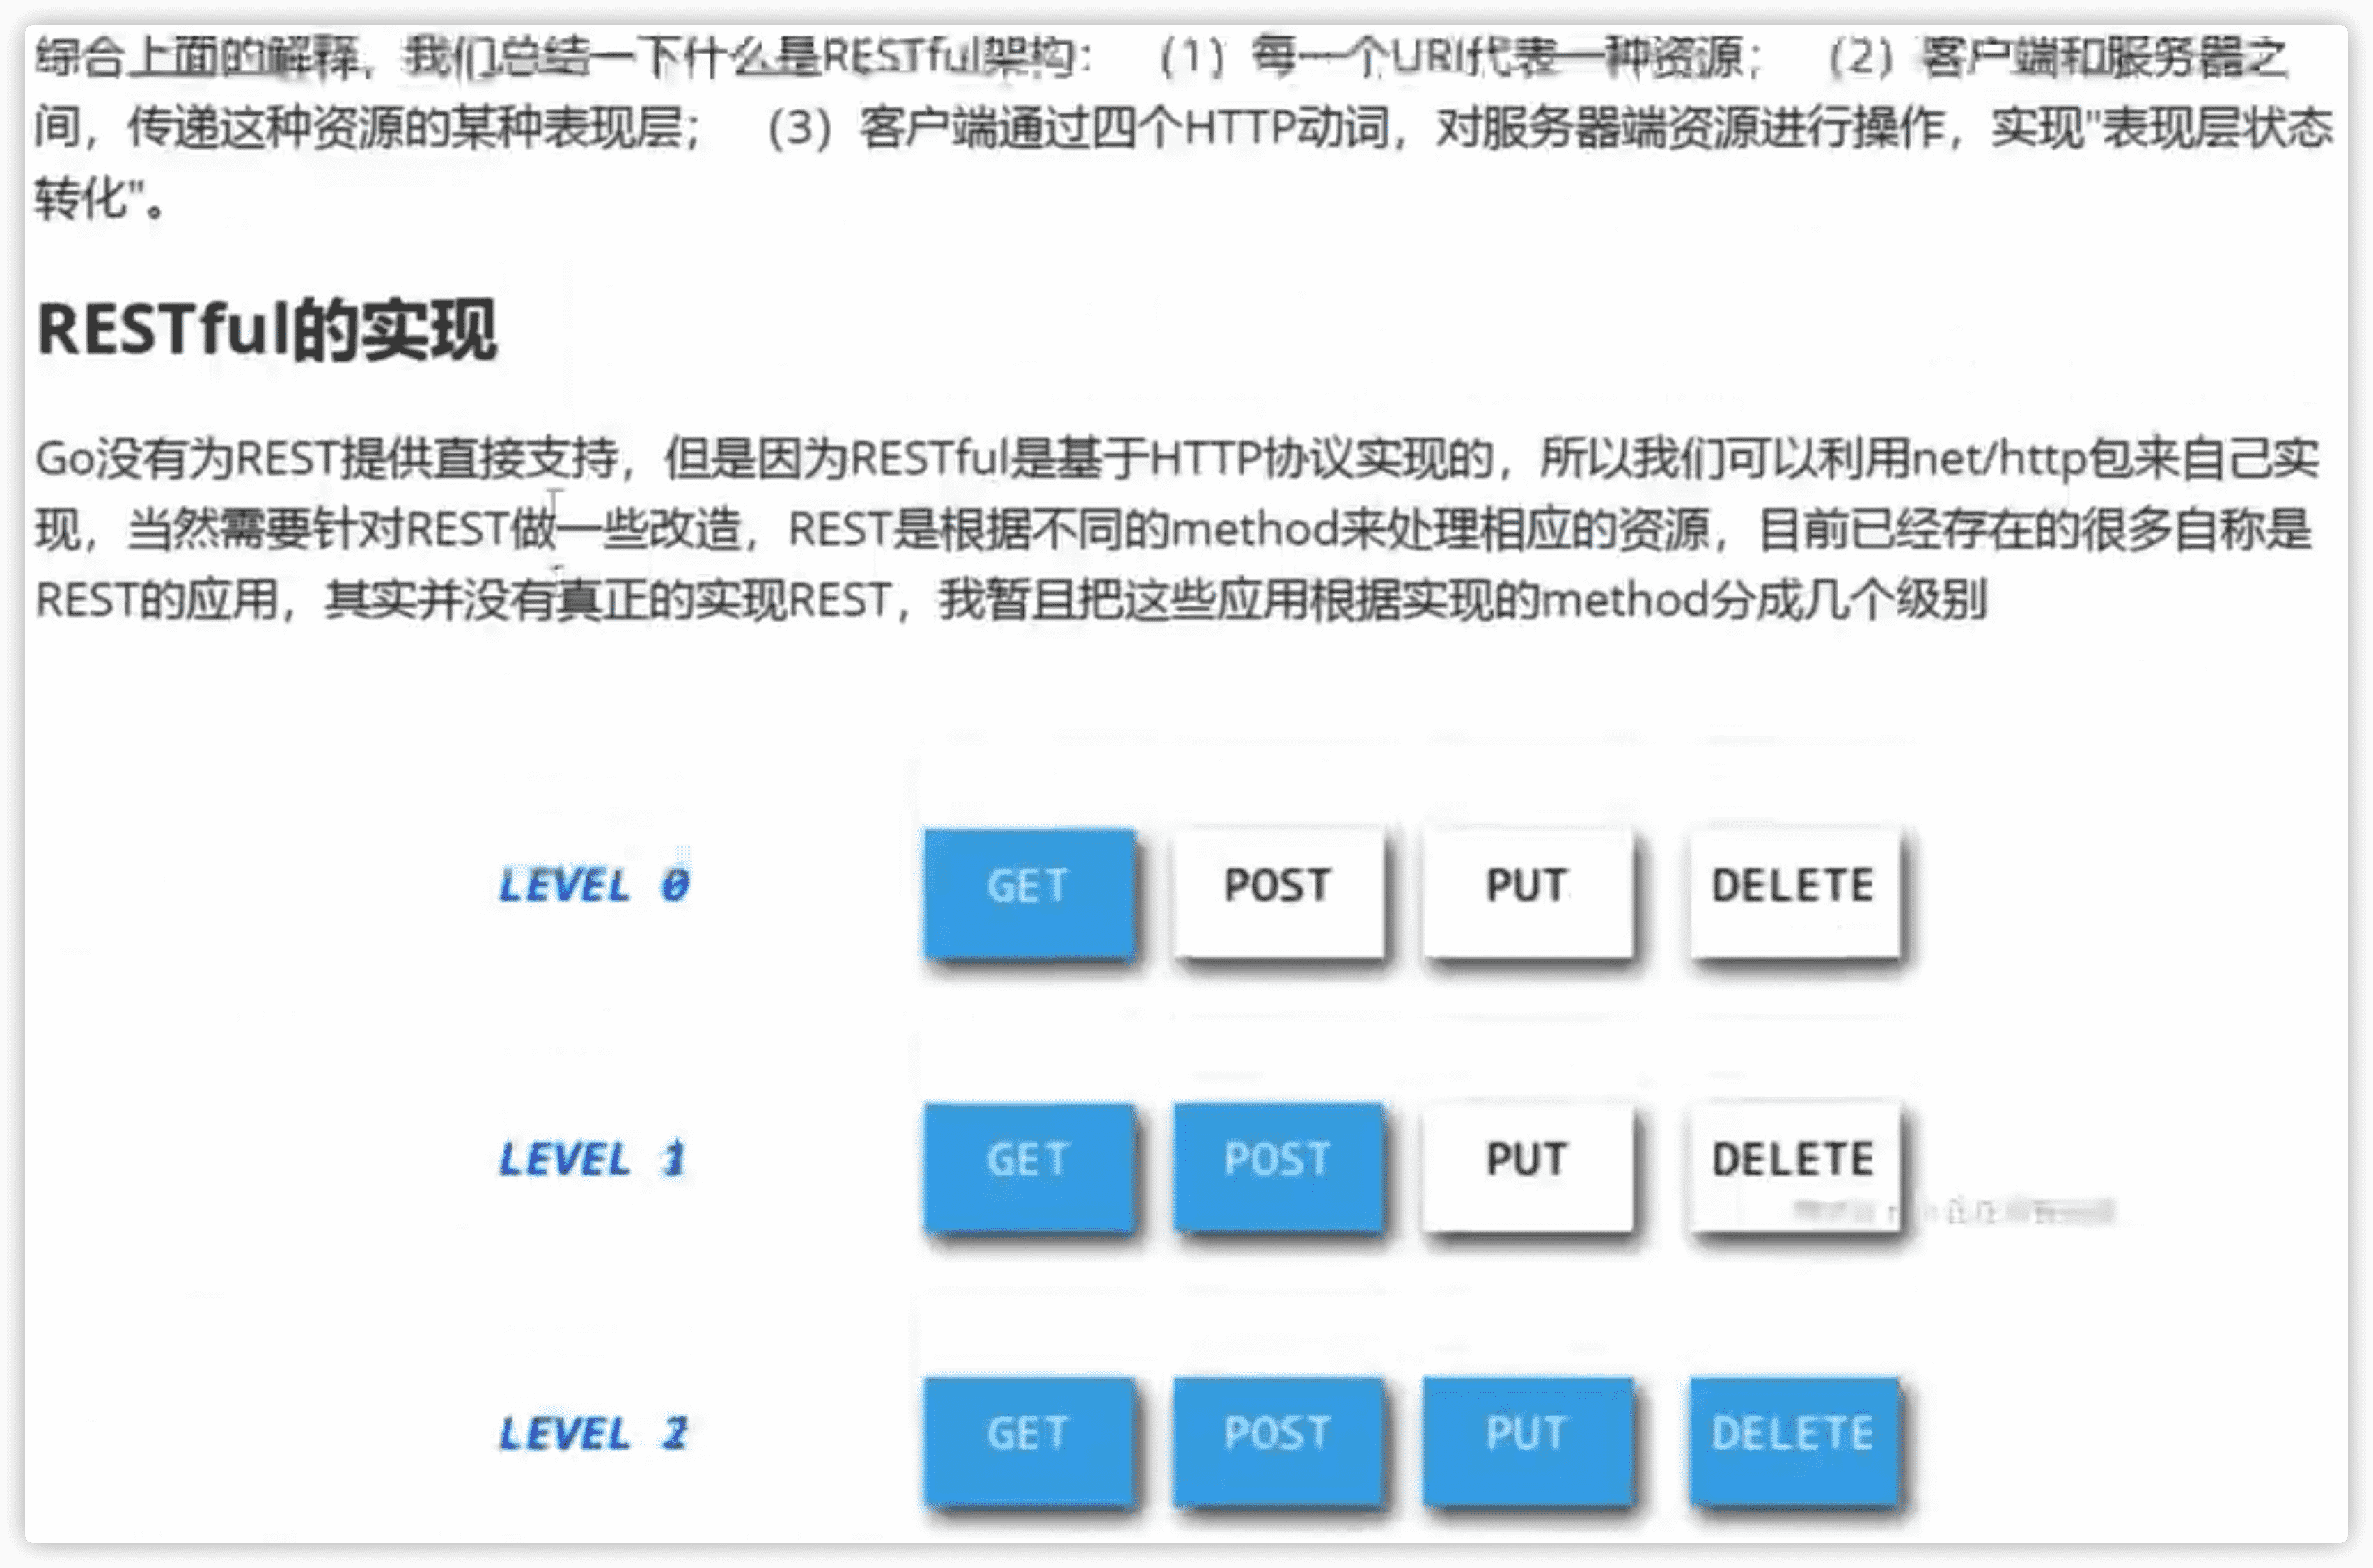 综合上面的解释，我们总结一下什么是RESTful架构： （1）每一个URI代表一种资源； （2）客户端和服务器之
间，传递这种资源的某种表现层； （3）客户端通过四个HTTP动词，对服务器端资源进行操作，实现"表现层状态
转化"。
RESTful的实现
Go没有为REST提供直接支持，但是因为RESTful是基于HTTP协议实现的，所以我们可以利用net/http包来自己实
现，当然需要针对REST做一些改造，REST是根据不同的method来处理相应的资源，目前已经存在的很多自称是
REST的应用，其实并没有真正的实现REST，我暂且把这些应用根据实现的method分成几个级别
LEVEL 0 GET POST PUT DELETE
LEVEL 1 GET POST PUT DELETE
LEVEL 2 GET POST PUT DELETE